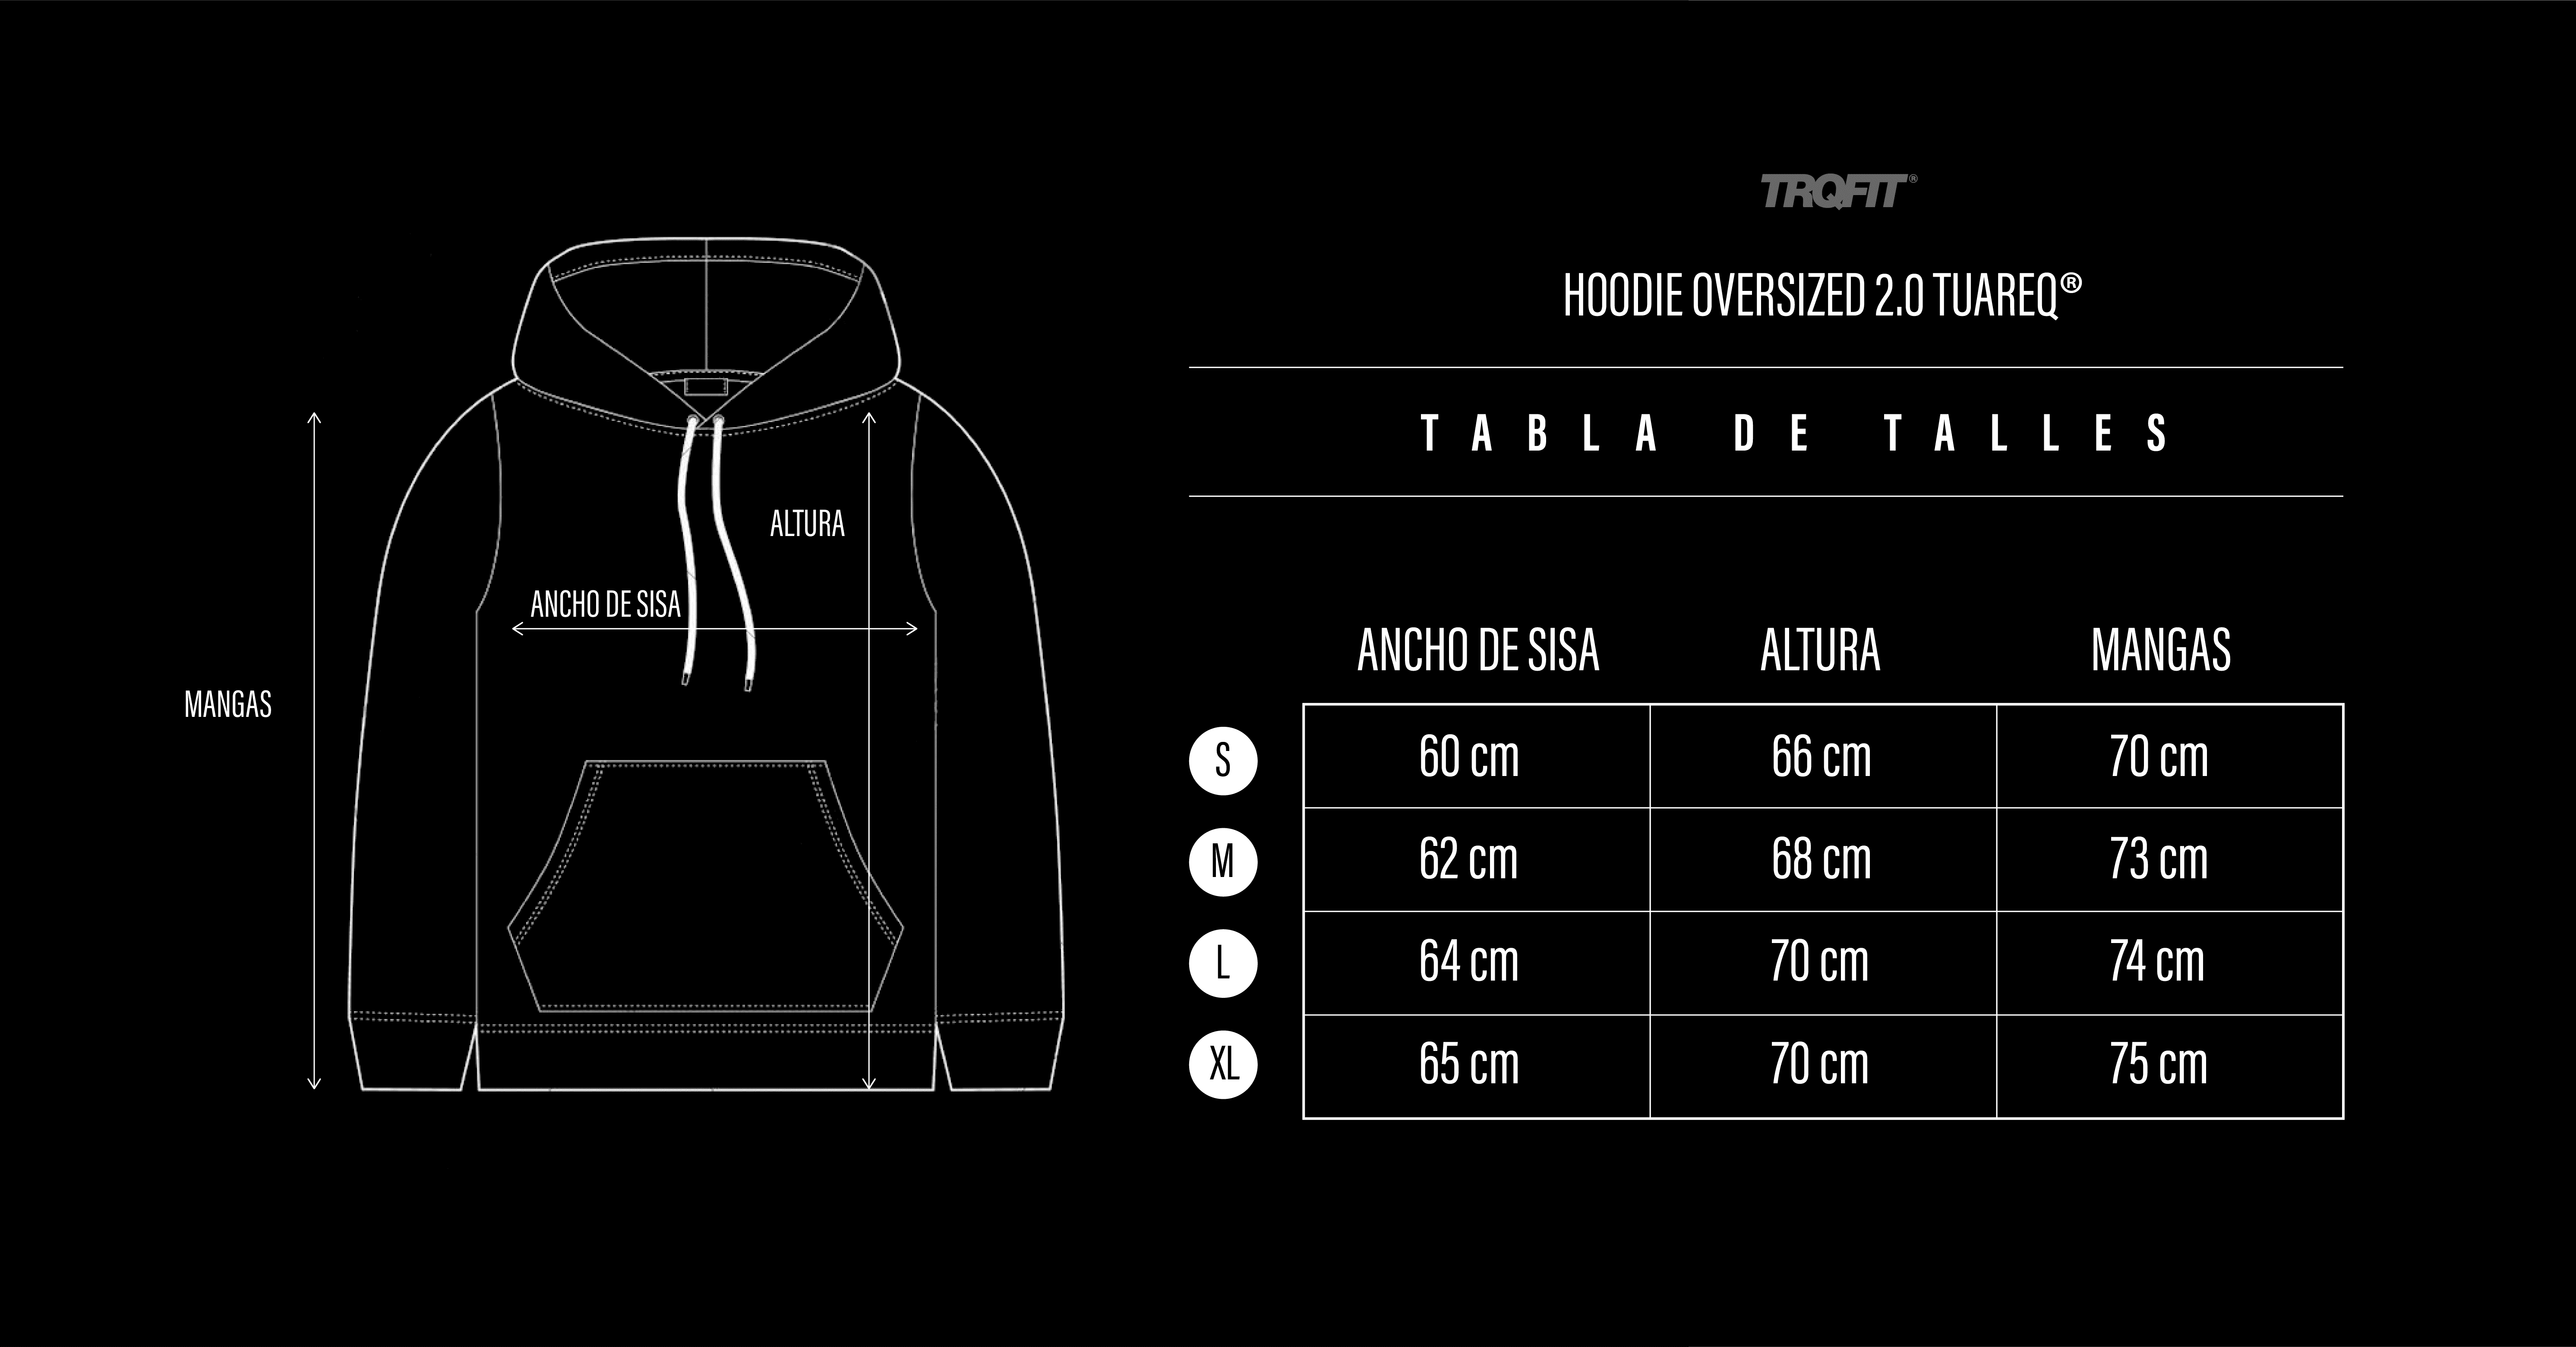 TRQFIT®
HOODIE OVERSIZED 2.0 TUAREQ®
TABLA DE TALLES
MANGAS
ALTURA
ANCHO DE SISA
ANCHO DE SISA ALTURA MANGAS
S 60 cm 66 cm 70 cm
M 62 cm 68 cm 73 cm
L 64 cm 70 cm 74 cm
XL 65 cm 70 cm 75 cm